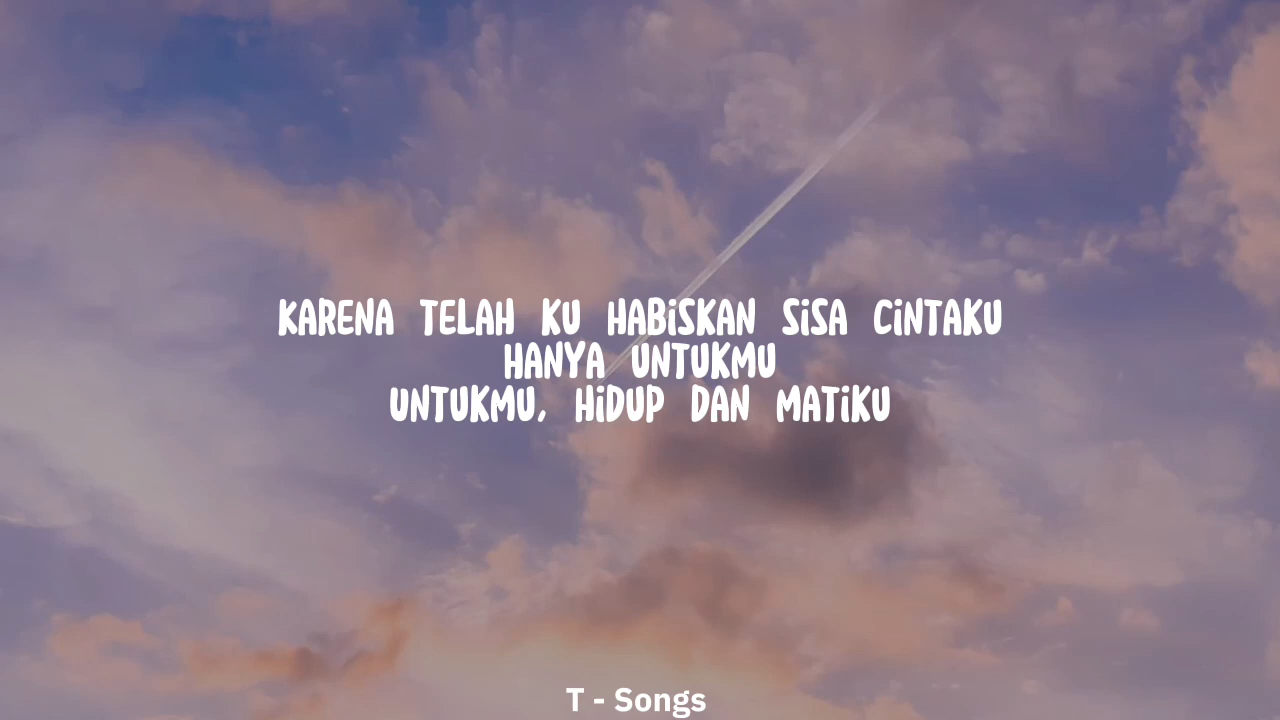 KARENA TELAH KU HABiSKAN SiSA CiNTAKU
HANYA UNTUKMU
UNTUKMU, HiDUP DAN MATiKU
T - Songs